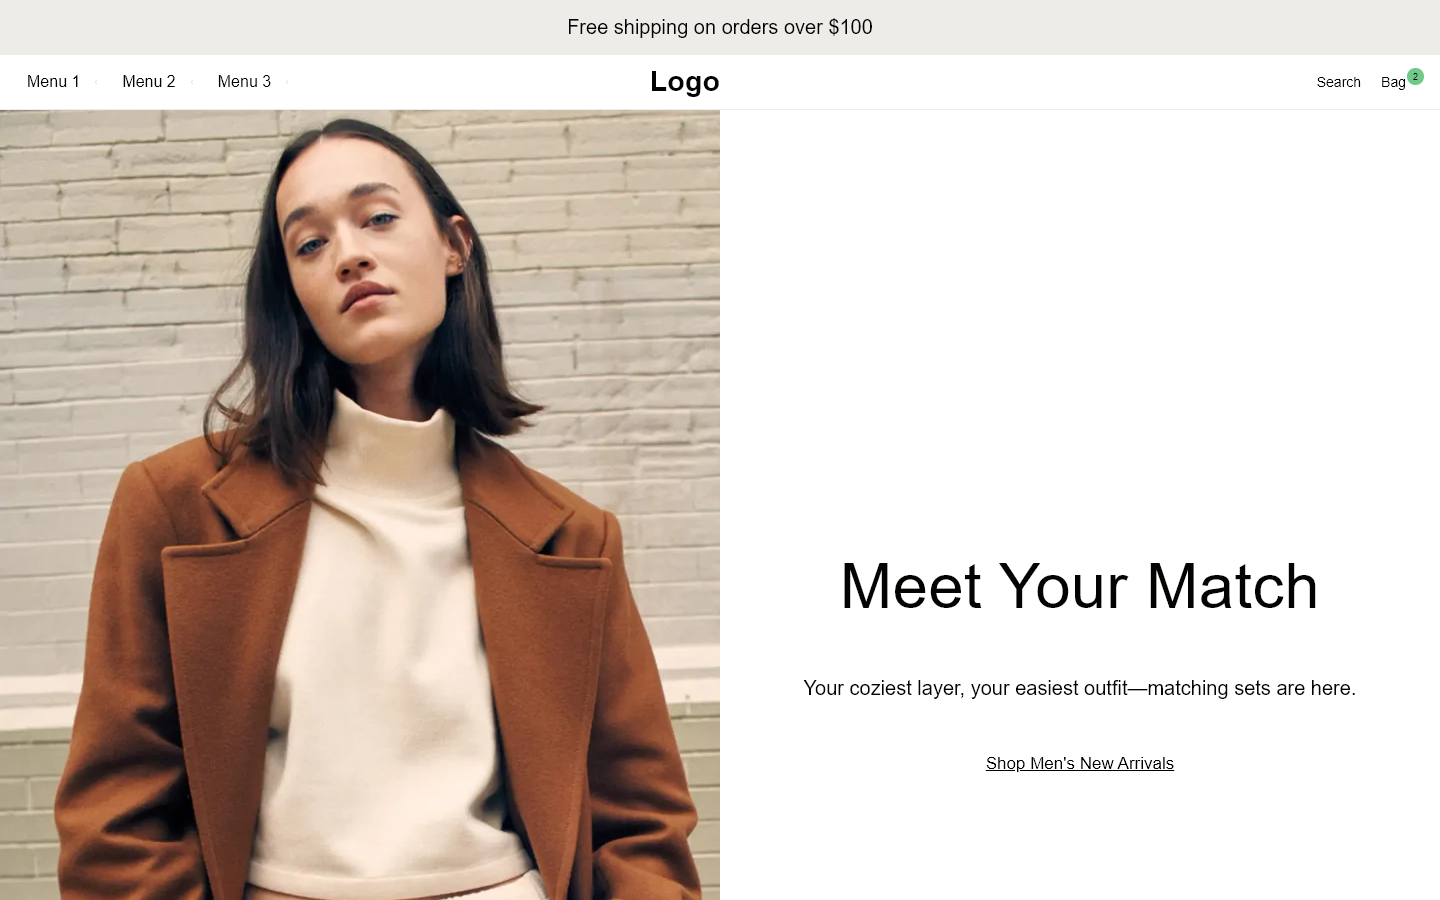 Free shipping on orders over $100
Menu 1
Menu 2
Menu 3
Logo
Search
Bag
2
Meet Your Match
Your coziest layer, your easiest outfit—matching sets are here.
Shop Men's New Arrivals